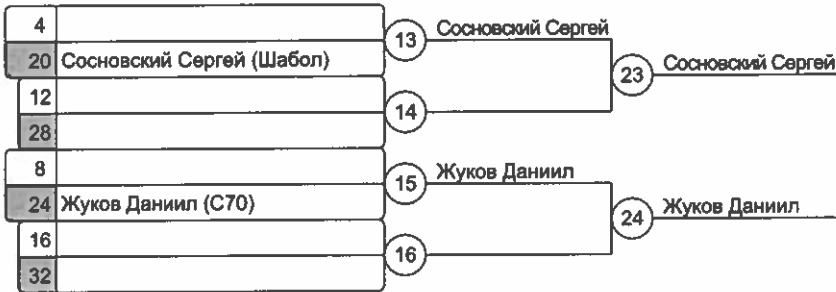 4
13 Сосновский Сергей
20 Сосновский Сергей (Шабол)
23 Сосновский Сергей
12
14
28
8
15 Жуков Даниил
24 Жуков Даниил (С70)
24 Жуков Даниил
16
16
32